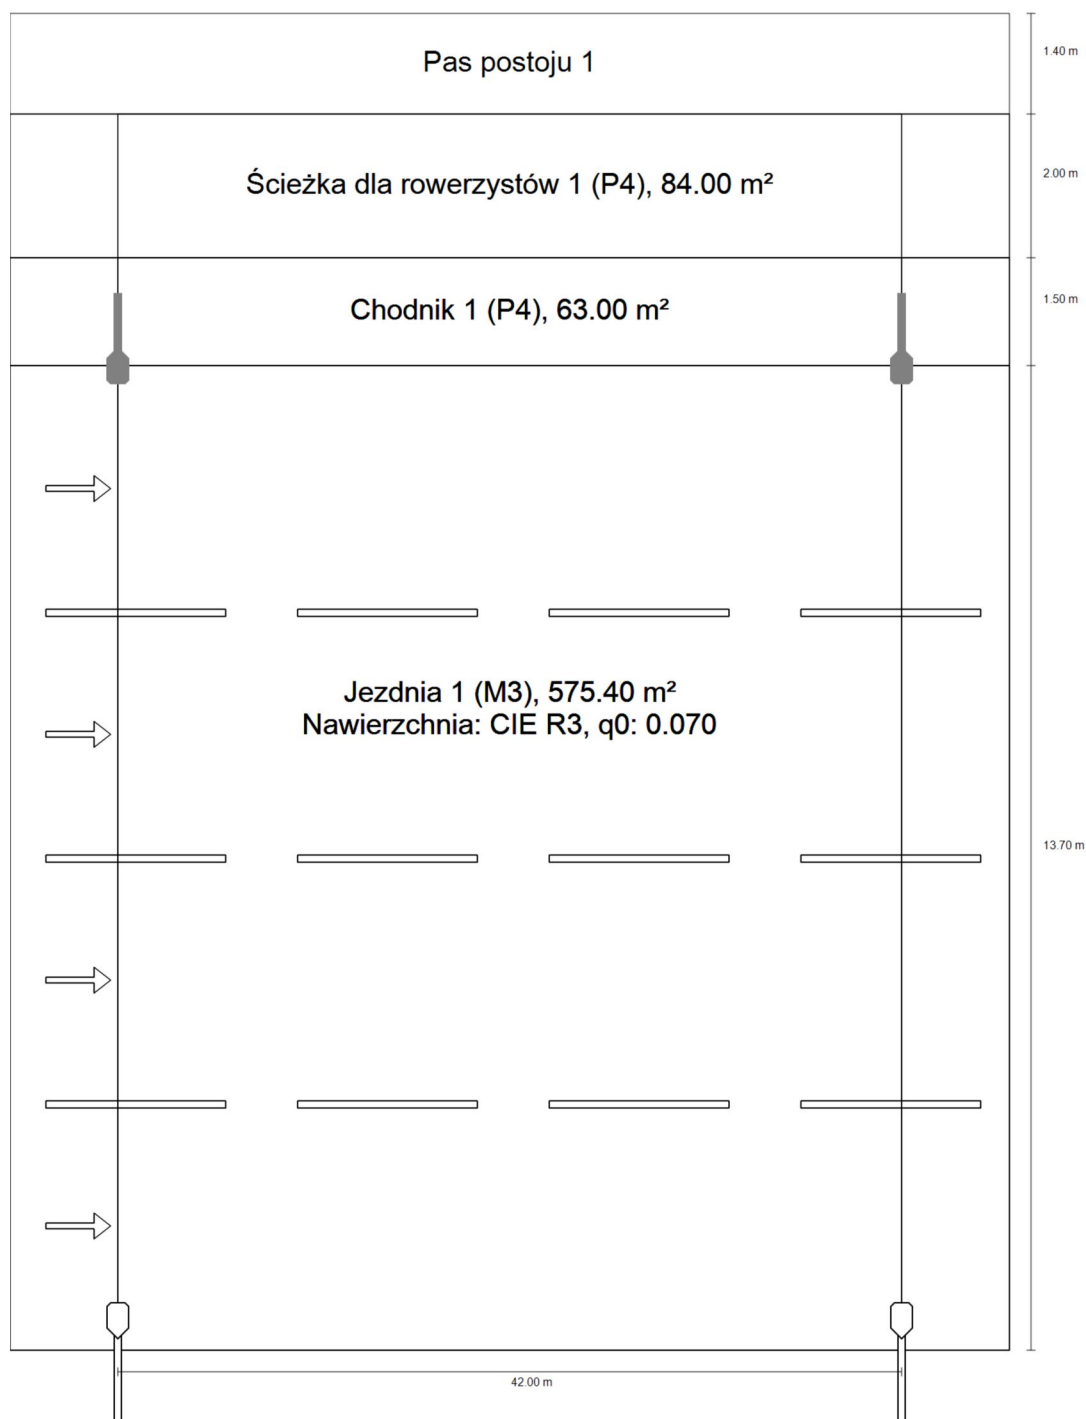 Pas postoju 1
1.40 m
Ścieżka dla rowerzystów 1 (P4), 84.00 m²
2.00 m
Chodnik 1 (P4), 63.00 m²
1.50 m
Jezdnia 1 (M3), 575.40 m²
Nawierzchnia: CIE R3, q0: 0.070
13.70 m
42.00 m